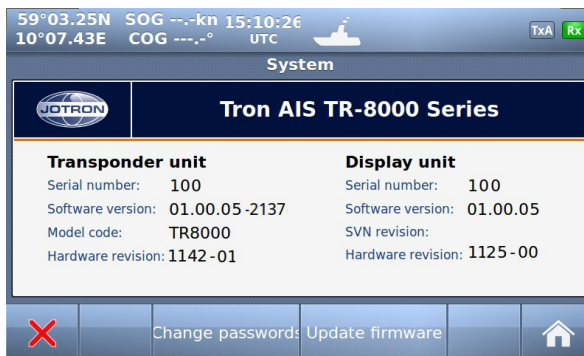 59°03.25N SOG --.-kn 15:10:26
10°07.43E COG ---.-° UTC
TxA Rx
System
JOTRON
Tron AIS TR-8000 Series
Transponder unit
Serial number: 100
Software version: 01.00.05-2137
Model code: TR8000
Hardware revision: 1142-01
Display unit
Serial number: 100
Software version: 01.00.05
SVN revision:
Hardware revision: 1125-00
Change passwords Update firmware